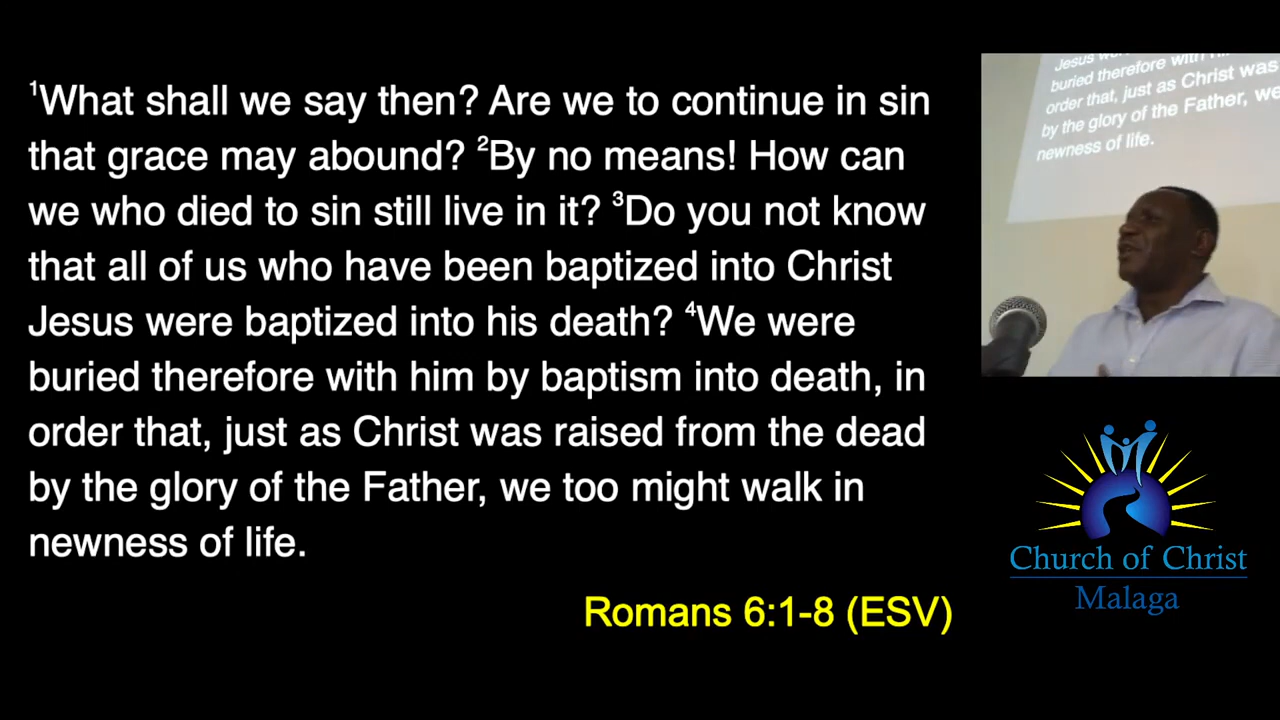 ¹What shall we say then? Are we to continue in sin
that grace may abound? ²By no means! How can
we who died to sin still live in it? ³Do you not know
that all of us who have been baptized into Christ
Jesus were baptized into his death? ⁴We were
buried therefore with him by baptism into death, in
order that, just as Christ was raised from the dead
by the glory of the Father, we too might walk in
newness of life.
Romans 6:1-8 (ESV)
Jesus
buried therefore with
order that, just as Christ was
by the glory of the Father, we
newness of life.
Church of Christ
Malaga